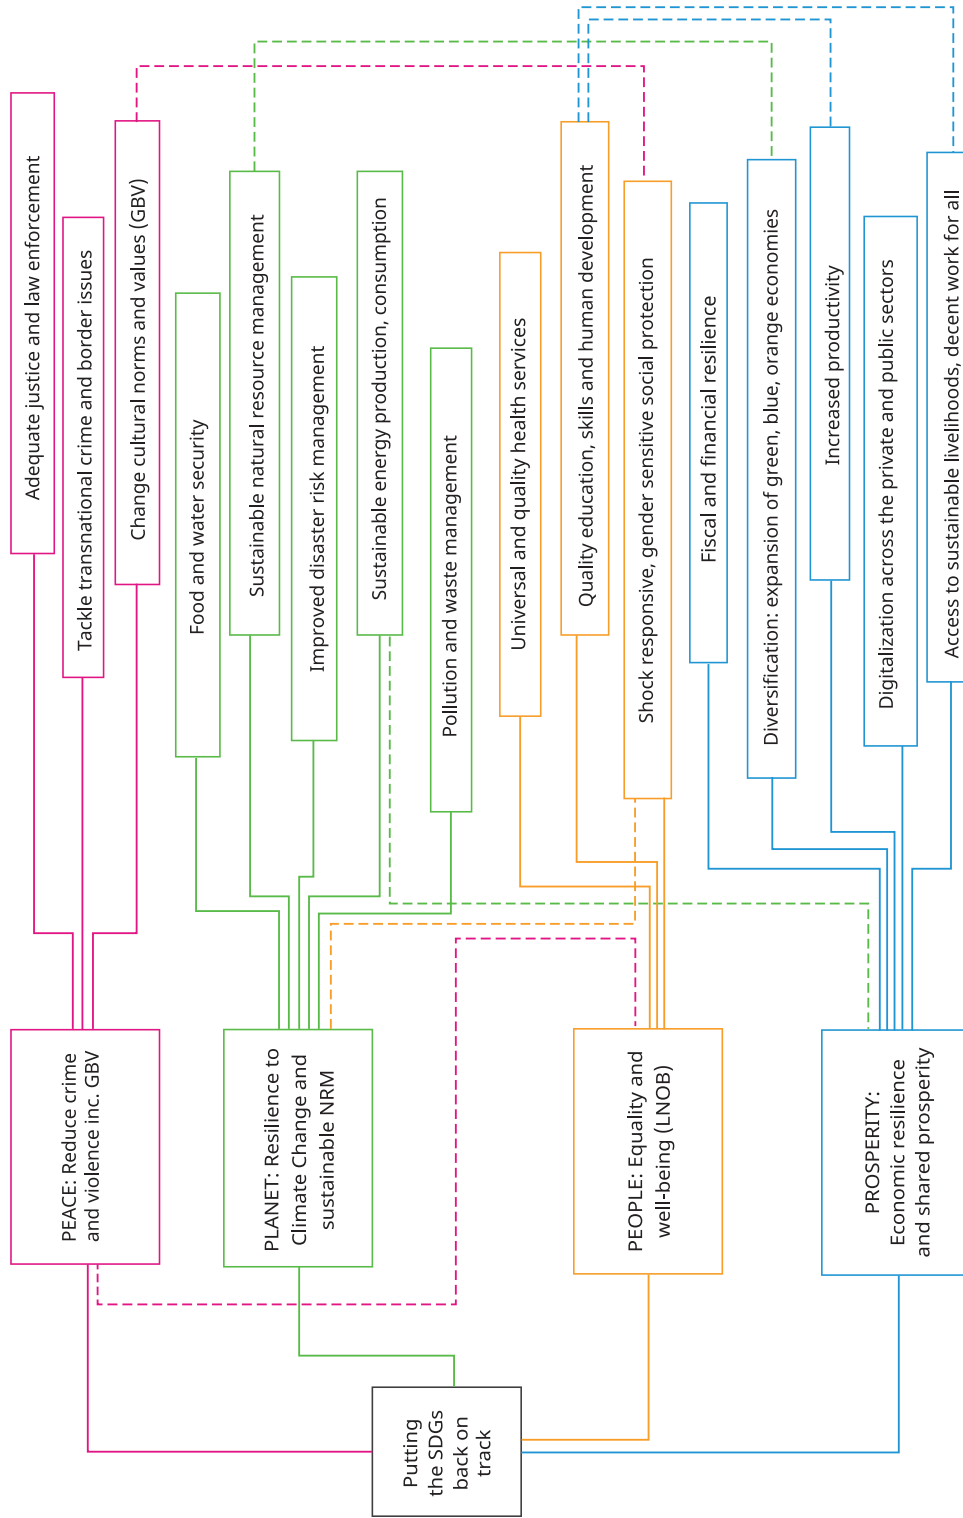 Putting
the SDGs
back on
track
PEACE: Reduce crime
and violence inc. GBV
Adequate justice and law enforcement
Tackle transnational crime and border issues
Change cultural norms and values (GBV)
PLANET: Resilience to
Climate Change and
sustainable NRM
Food and water security
Sustainable natural resource management
Improved disaster risk management
Sustainable energy production, consumption
Pollution and waste management
PEOPLE: Equality and
well-being (LNOB)
Universal and quality health services
Quality education, skills and human development
Shock responsive, gender sensitive social protection
PROSPERITY:
Economic resilience
and shared prosperity
Fiscal and financial resilience
Diversification: expansion of green, blue, orange economies
Increased productivity
Digitalization across the private and public sectors
Access to sustainable livelihoods, decent work for all